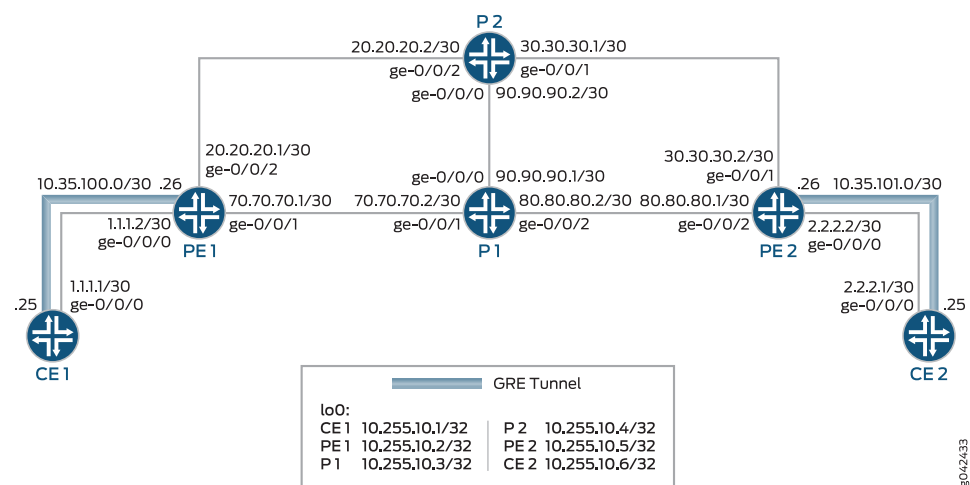 P 2
20.20.20.2/30
30.30.30.1/30
ge-0/0/2
ge-0/0/1
ge-0/0/0
90.90.90.2/30
20.20.20.1/30
ge-0/0/2
30.30.30.2/30
ge-0/0/1
ge-0/0/0
90.90.90.1/30
10.35.100.0/30 .26
.26 10.35.101.0/30
70.70.70.1/30
70.70.70.2/30
80.80.80.2/30
80.80.80.1/30
1.1.1.2/30
ge-0/0/0
ge-0/0/1
ge-0/0/1
ge-0/0/2
ge-0/0/2
2.2.2.2/30
ge-0/0/0
PE 1
P 1
PE 2
1.1.1.1/30
ge-0/0/0
.25
2.2.2.1/30
ge-0/0/0
.25
CE 1
CE 2
GRE Tunnel
lo0:
CE 1 10.255.10.1/32 P 2 10.255.10.4/32
PE 1 10.255.10.2/32 PE 2 10.255.10.5/32
P 1 10.255.10.3/32 CE 2 10.255.10.6/32
g042433